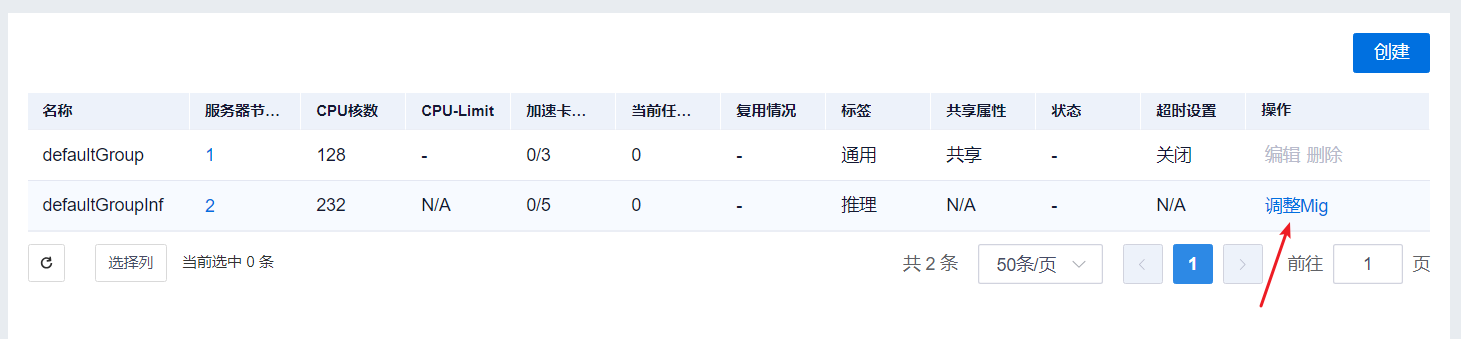 创建
名称 服务器节... CPU核数 CPU-Limit 加速卡... 当前任... 复用情况 标签 共享属性 状态 超时设置 操作
defaultGroup 1 128 - 0/3 0 - 通用 共享 - 关闭 编辑 删除
defaultGroupInf 2 232 N/A 0/5 0 - 推理 N/A - N/A 调整Mig
选择列 当前选中 0 条 共 2 条 50条/页 1 前往 1 页